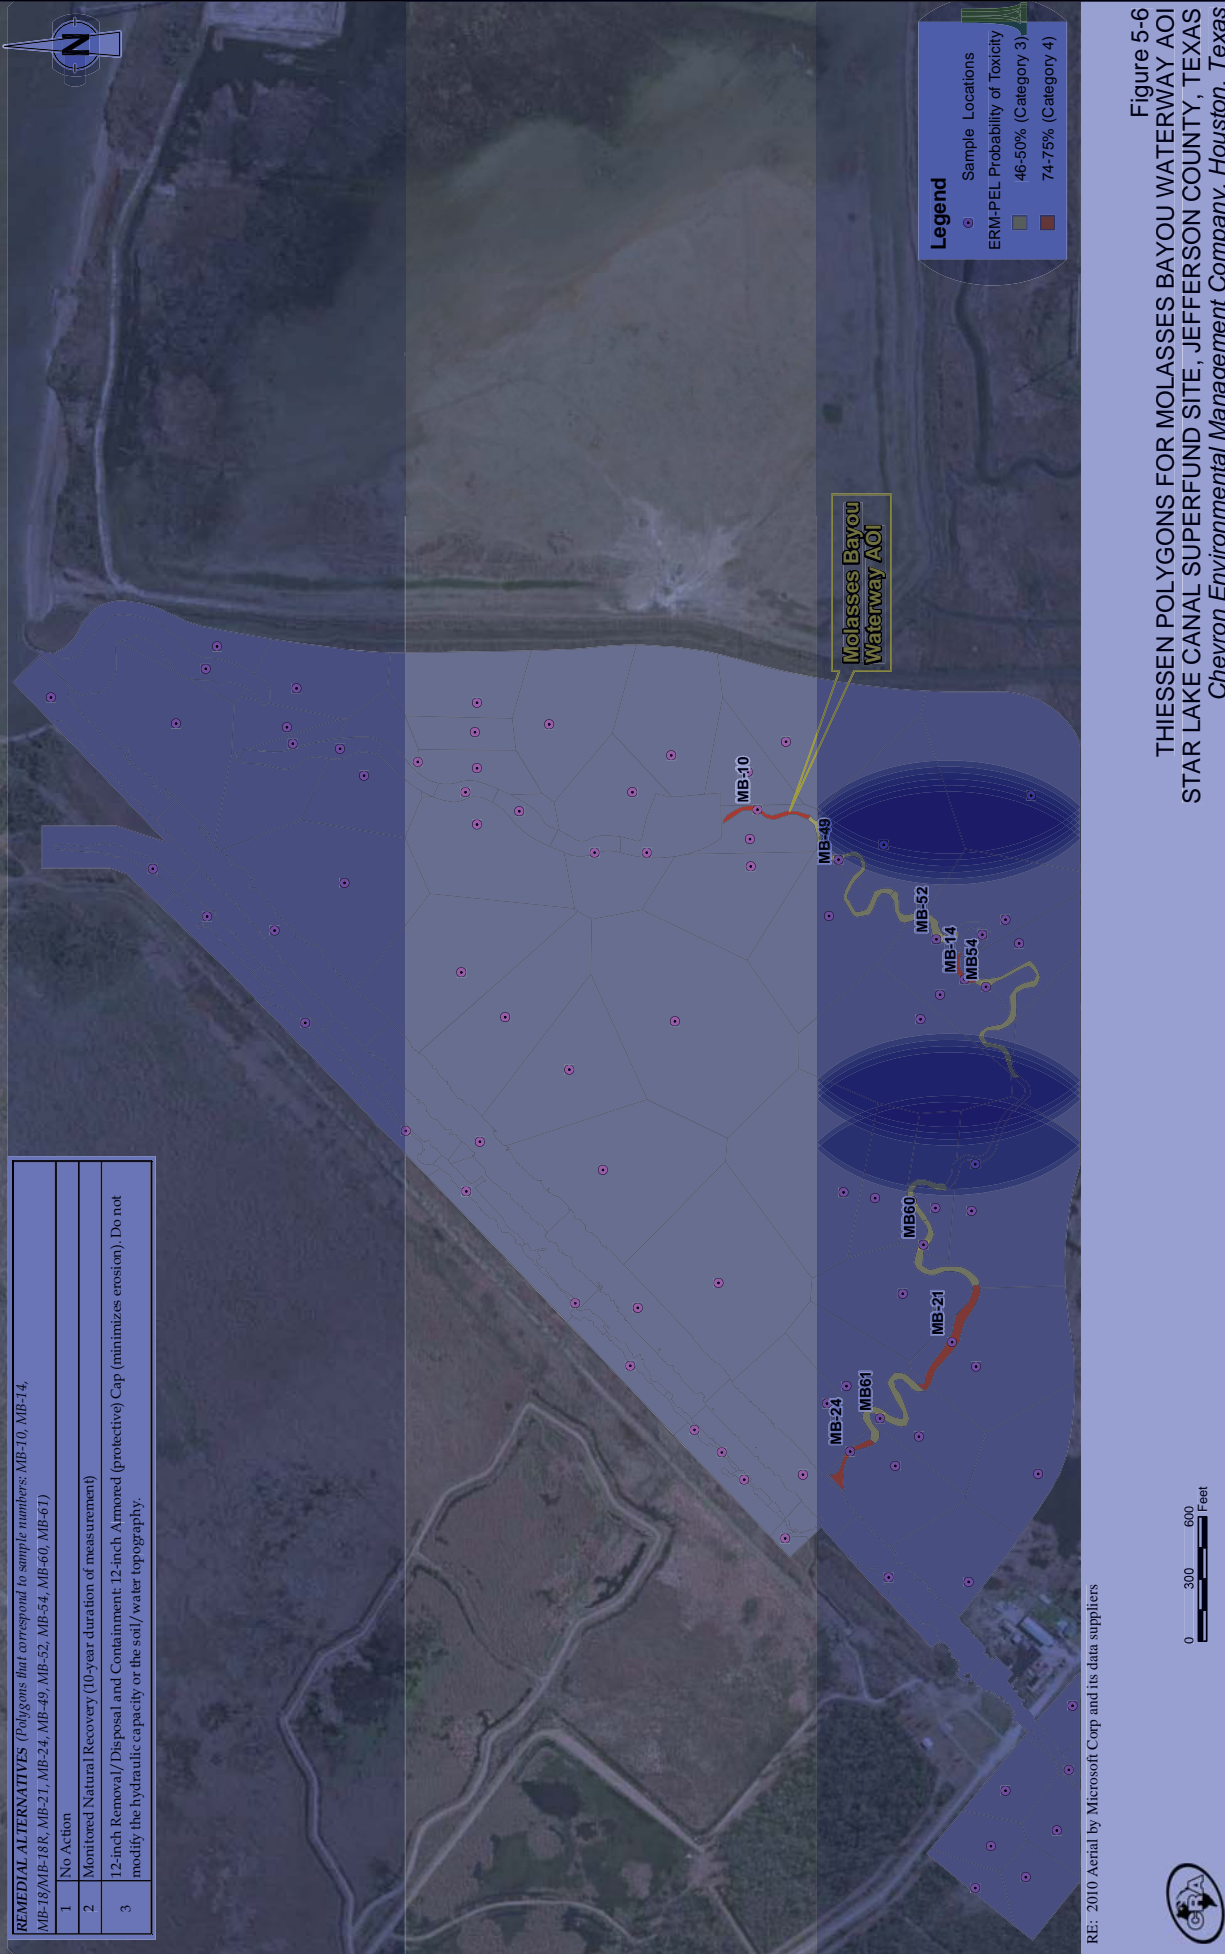 REMEDIAL ALTERNATIVES (Polygons that correspond to sample numbers: MB-10, MB-14,
MB-18/MB-18R, MB-21, MB-24, MB-49, MB-52, MB-54, MB-60, MB-61)
1 No Action
2 Monitored Natural Recovery (10-year duration of measurement)
3 12-inch Removal/Disposal and Containment: 12-inch Armored (protective) Cap (minimizes erosion). Do not
modify the hydraulic capacity or the soil/water topography.
N
MB-10
MB-49
MB-52
MB-14
MB54
MB60
MB-21
MB61
MB-24
Molasses Bayou
Waterway AOI
Legend
Sample Locations
ERM-PEL Probability of Toxicity
46-50% (Category 3)
74-75% (Category 4)
RE: 2010 Aerial by Microsoft Corp and its data suppliers
0 300 600
Feet
CRA
Figure 5-6
THIESSEN POLYGONS FOR MOLASSES BAYOU WATERWAY AOI
STAR LAKE CANAL SUPERFUND SITE, JEFFERSON COUNTY, TEXAS
Chevron Environmental Management Company, Houston, Texas